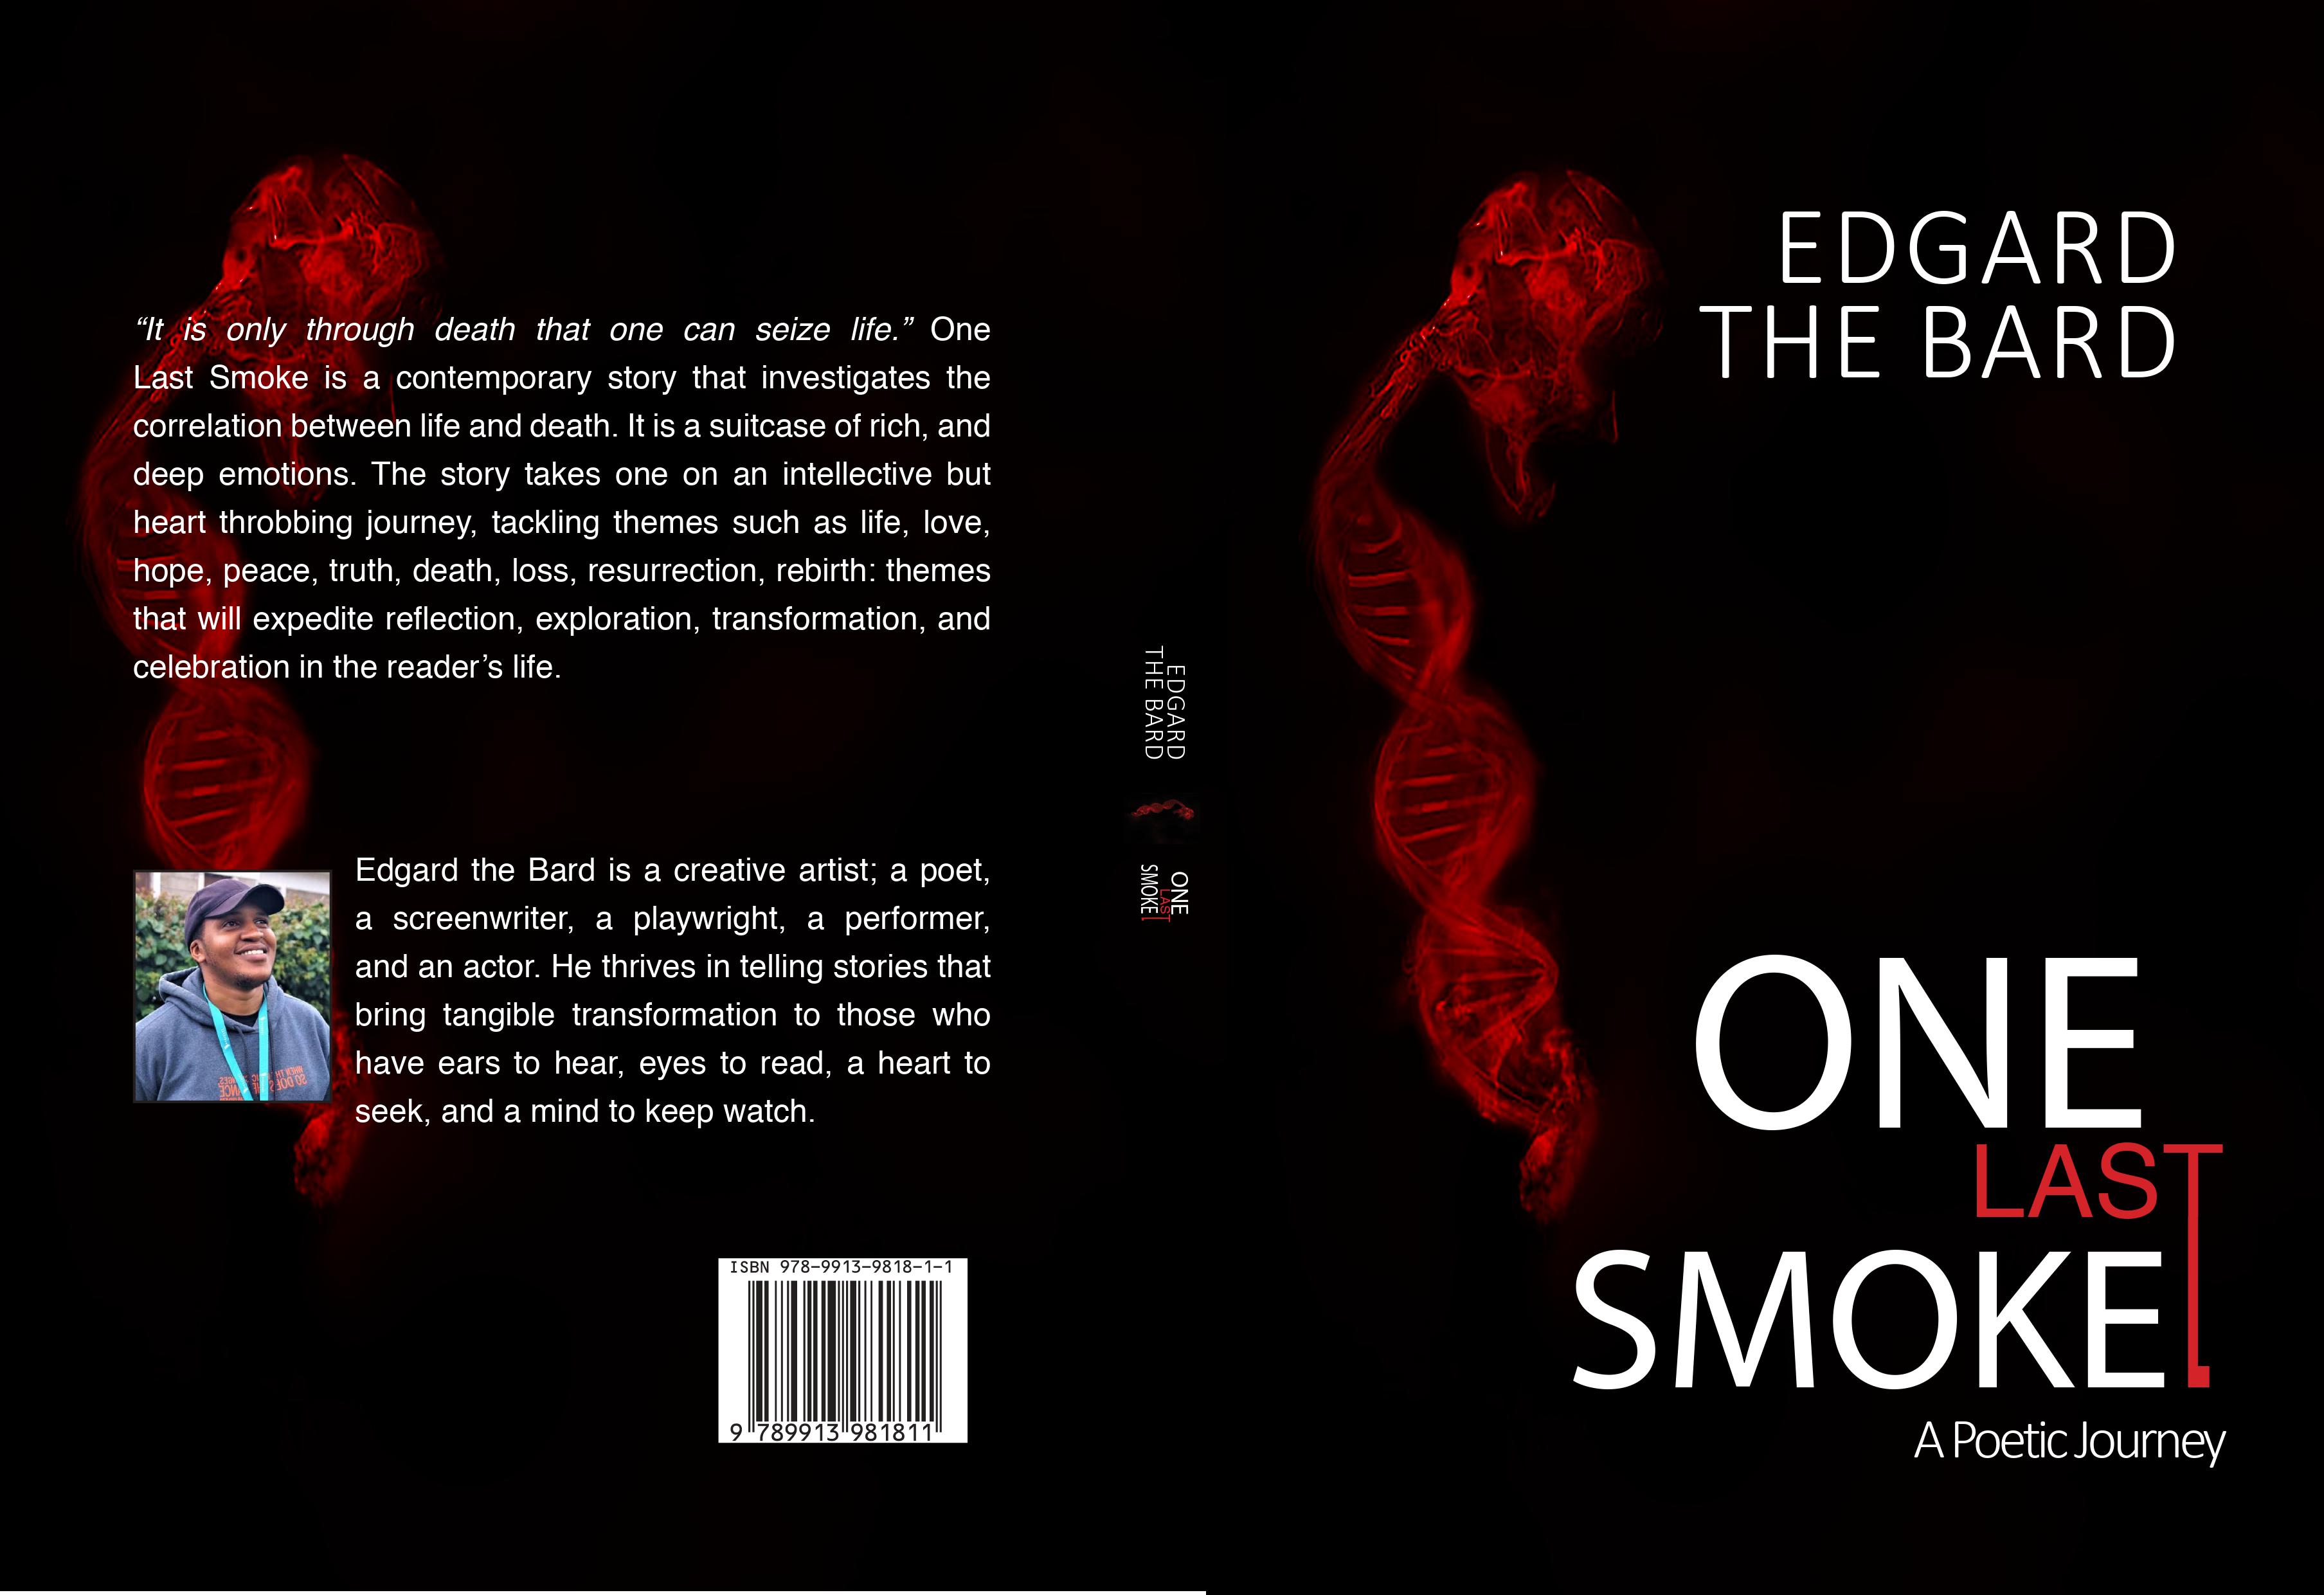 “It is only through death that one can seize life.” One
Last Smoke is a contemporary story that investigates the
correlation between life and death. It is a suitcase of rich, and
deep emotions. The story takes one on an intellective but
heart throbbing journey, tackling themes such as life, love,
hope, peace, truth, death, loss, resurrection, rebirth: themes
that will expedite reflection, exploration, transformation, and
celebration in the reader’s life.
Edgard the Bard is a creative artist; a poet,
a screenwriter, a playwright, a performer,
and an actor. He thrives in telling stories that
bring tangible transformation to those who
have ears to hear, eyes to read, a heart to
seek, and a mind to keep watch.
ISBN 978-9913-9818-1-1
9 789913 981811
EDGARD
THE BARD
ONE
LAST
SMOKE
EDGARD
THE BARD
ONE
LAST
SMOKE
A Poetic Journey